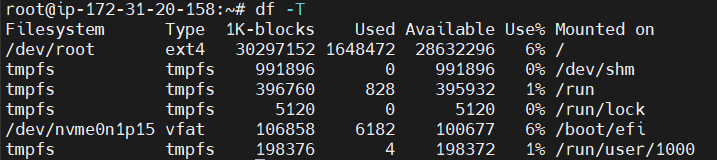 root@ip-172-31-20-158:~# df -T
Filesystem     Type  1K-blocks    Used Available Use% Mounted on
/dev/root      ext4   30297152 1648472  28632296   6% /
tmpfs          tmpfs    991896       0    991896   0% /dev/shm
tmpfs          tmpfs    396760     828    395932   1% /run
tmpfs          tmpfs      5120       0      5120   0% /run/lock
/dev/nvme0n1p15 vfat    106858    6182    100677   6% /boot/efi
tmpfs          tmpfs    198376       4    198372   1% /run/user/1000